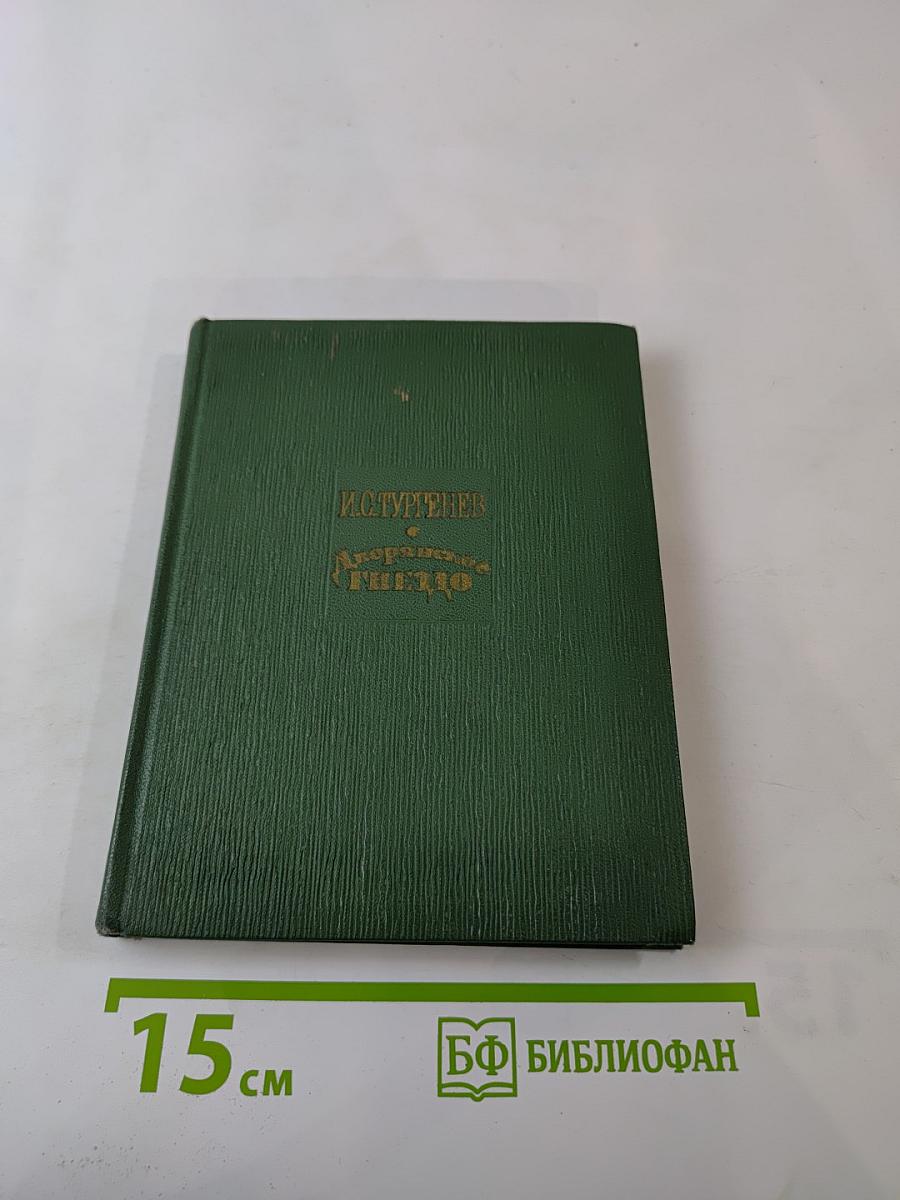 И.С.ТУРГЕНЕВ
Дворянское
ГНЕЗДО
15 см
БФ БИБЛИОФАН